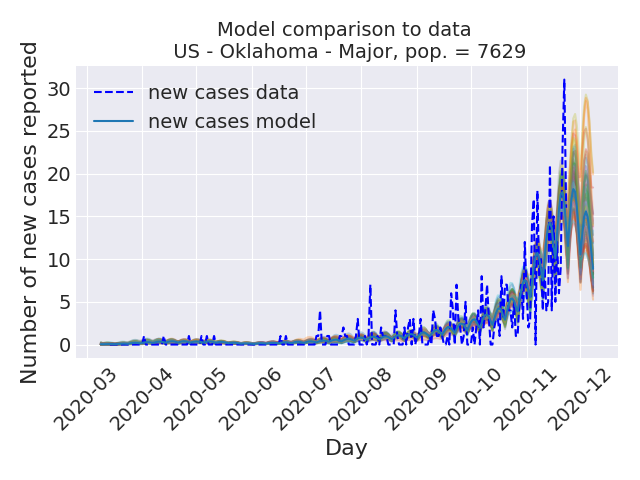 Model comparison to data
US - Oklahoma - Major, pop. = 7629
Number of new cases reported
30
25
20
15
10
5
0
new cases data
new cases model
2020-03
2020-04
2020-05
2020-06
2020-07
2020-08
2020-09
2020-10
2020-11
2020-12
Day